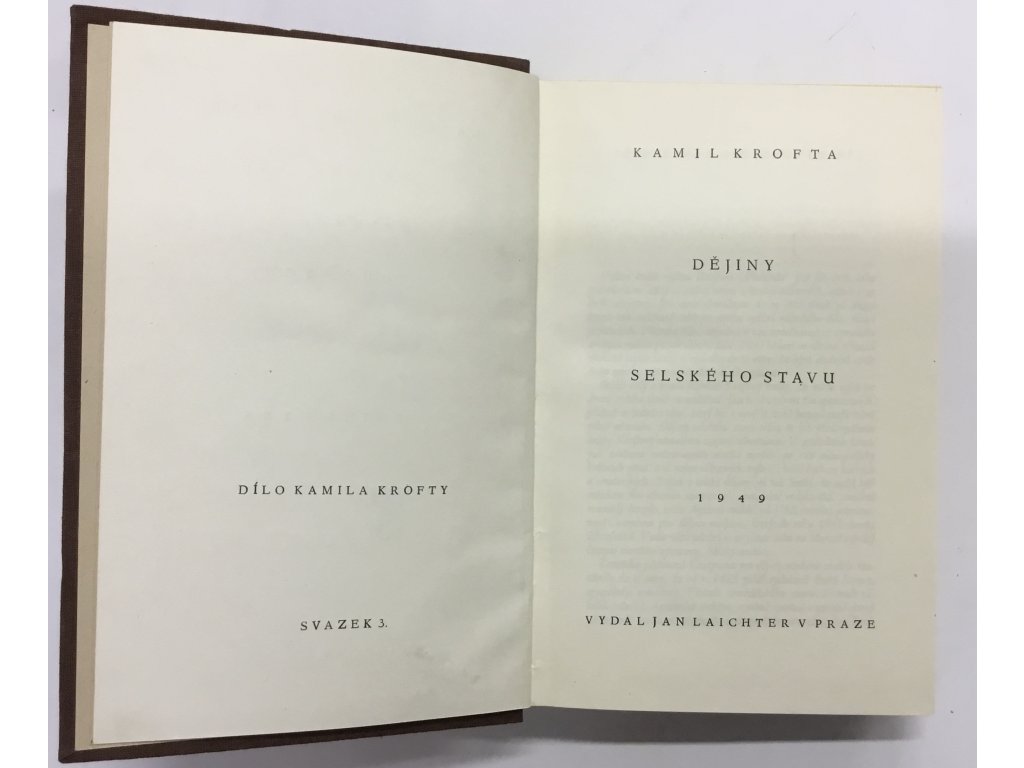 DÍLO KAMILA KROFTY
SVAZEK 3.
KAMIL KROFTA
DĚJINY
SELSKÉHO STAVU
1949
VYDAL JAN LAICHTER V PRAZE